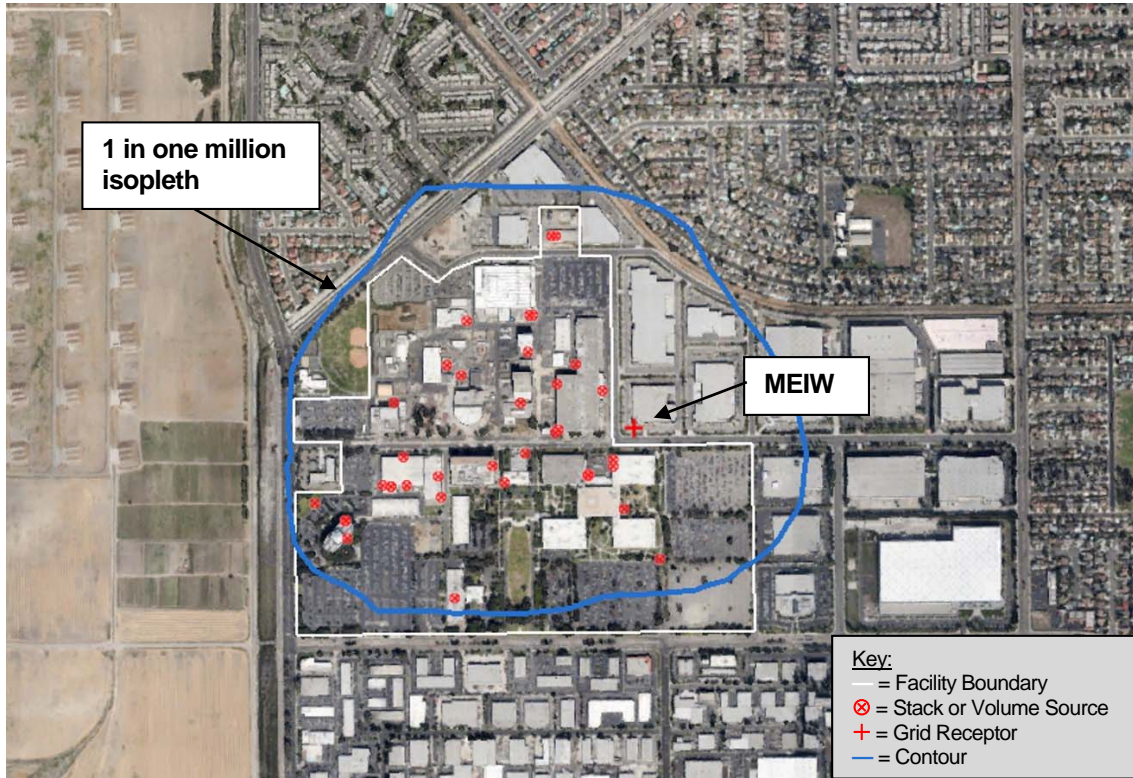 1 in one million
isopleth
MEIW
Key:
= Facility Boundary
= Stack or Volume Source
= Grid Receptor
= Contour